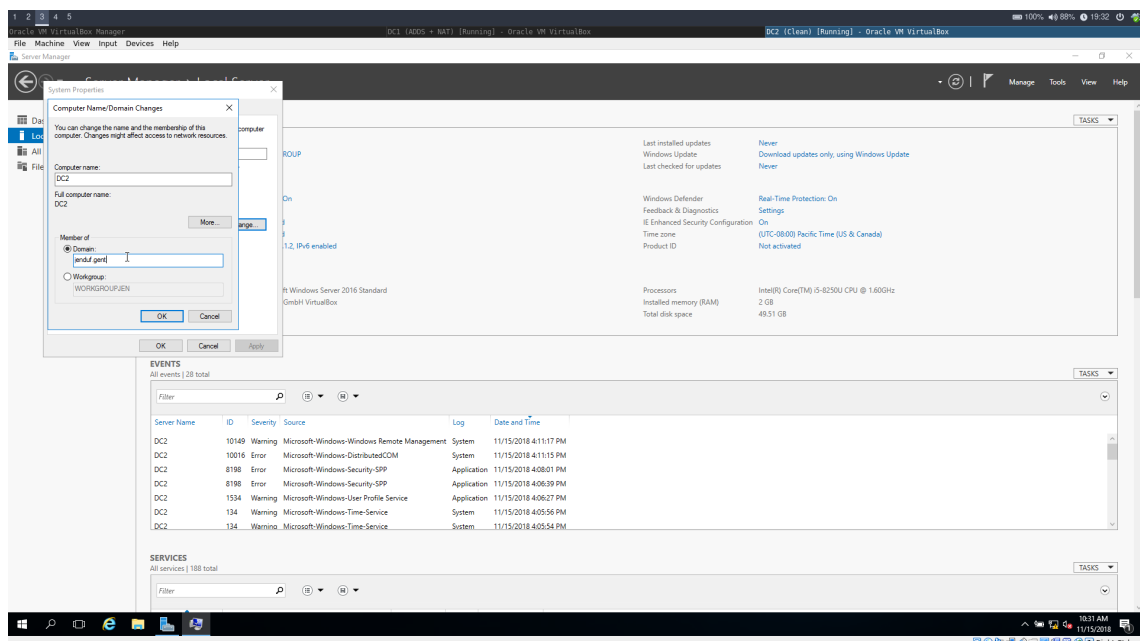 1 2 3 4 5
100% 88% 19:32
Oracle VM VirtualBox Manager
DC1 (ADDS + NAT) [Running] - Oracle VM VirtualBox
DC2 (Clean) [Running] - Oracle VM VirtualBox
File Machine View Input Devices Help
Server Manager
Manage Tools View Help
System Properties
Computer Name/Domain Changes
You can change the name and the membership of this
computer. Changes might affect access to network resources.
Computer name:
DC2
Full computer name:
DC2
More...
Member of
Domain:
jenduf.gent
Workgroup:
WORKGROUPJEN
OK Cancel
OK Cancel Apply
computer
ange...
Da
Loc
All
File
TASKS
ROUP
On
.1.2, IPv6 enabled
ft Windows Server 2016 Standard
GmbH VirtualBox
Last installed updates Never
Windows Update Download updates only, using Windows Update
Last checked for updates Never
Windows Defender Real-Time Protection: On
Feedback & Diagnostics Settings
IE Enhanced Security Configuration On
Time zone (UTC-08:00) Pacific Time (US & Canada)
Product ID Not activated
Processors Intel(R) Core(TM) i5-8250U CPU @ 1.60GHz
Installed memory (RAM) 2 GB
Total disk space 49.51 GB
EVENTS
All events | 28 total
TASKS
Filter
Server Name ID Severity Source Log Date and Time
DC2 10149 Warning Microsoft-Windows-Windows Remote Management System 11/15/2018 4:11:17 PM
DC2 10016 Error Microsoft-Windows-DistributedCOM System 11/15/2018 4:11:15 PM
DC2 8198 Error Microsoft-Windows-Security-SPP Application 11/15/2018 4:08:01 PM
DC2 8198 Error Microsoft-Windows-Security-SPP Application 11/15/2018 4:06:39 PM
DC2 1534 Warning Microsoft-Windows-User Profile Service Application 11/15/2018 4:06:27 PM
DC2 134 Warning Microsoft-Windows-Time-Service System 11/15/2018 4:05:56 PM
DC2 134 Warning Microsoft-Windows-Time-Service System 11/15/2018 4:05:54 PM
SERVICES
All services | 188 total
TASKS
Filter
10:31 AM
11/15/2018